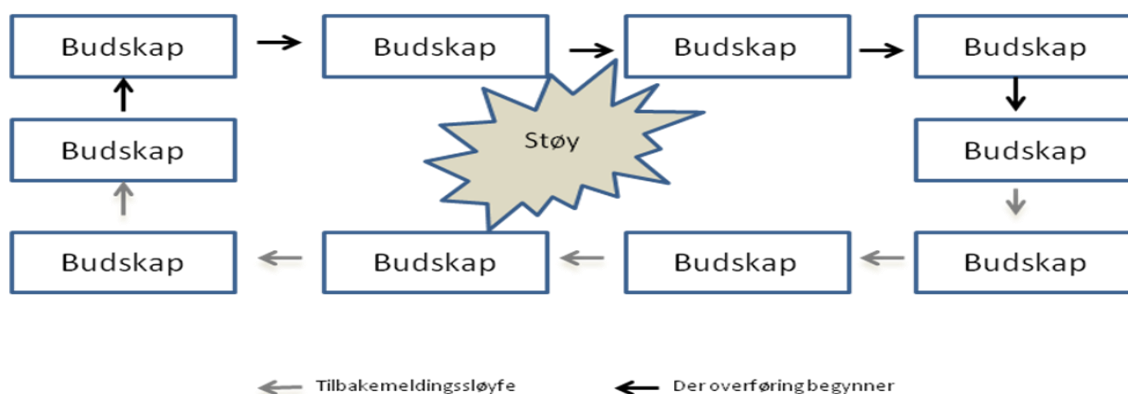 Budskap
Budskap
Budskap
Budskap
Støy
Budskap
Budskap
Budskap
Budskap
Budskap
Budskap
Tilbakemeldingssløyfe
Der overføring begynner